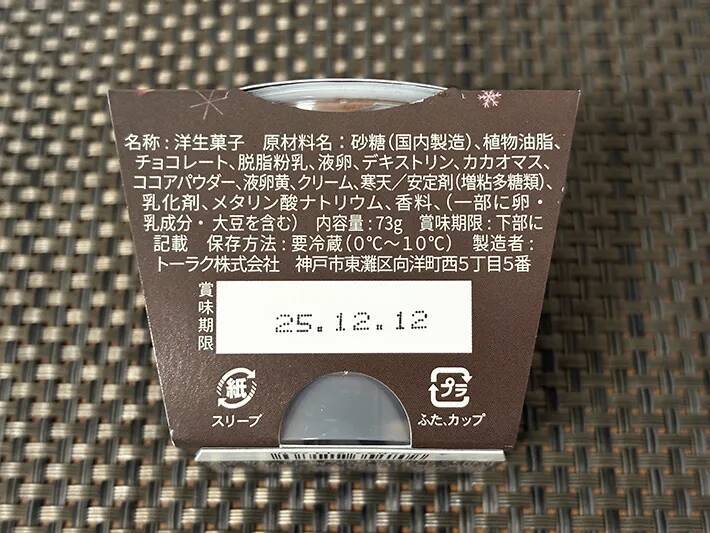 名称：洋生菓子　原材料名：砂糖（国内製造）、植物油脂、
チョコレート、脱脂粉乳、液卵、デキストリン、カカオマス、
ココアパウダー、液卵黄、クリーム、寒天／安定剤（増粘多糖類）、
乳化剤、メタリン酸ナトリウム、香料、（一部に卵・
乳成分・大豆を含む）　内容量：73g　賞味期限：下部に
記載　保存方法：要冷蔵（0℃〜10℃）　製造者：
トーラク株式会社　神戸市東灘区向洋町西5丁目5番
賞味期限
25.12.12
紙
スリーブ
プラ
ふた、カップ